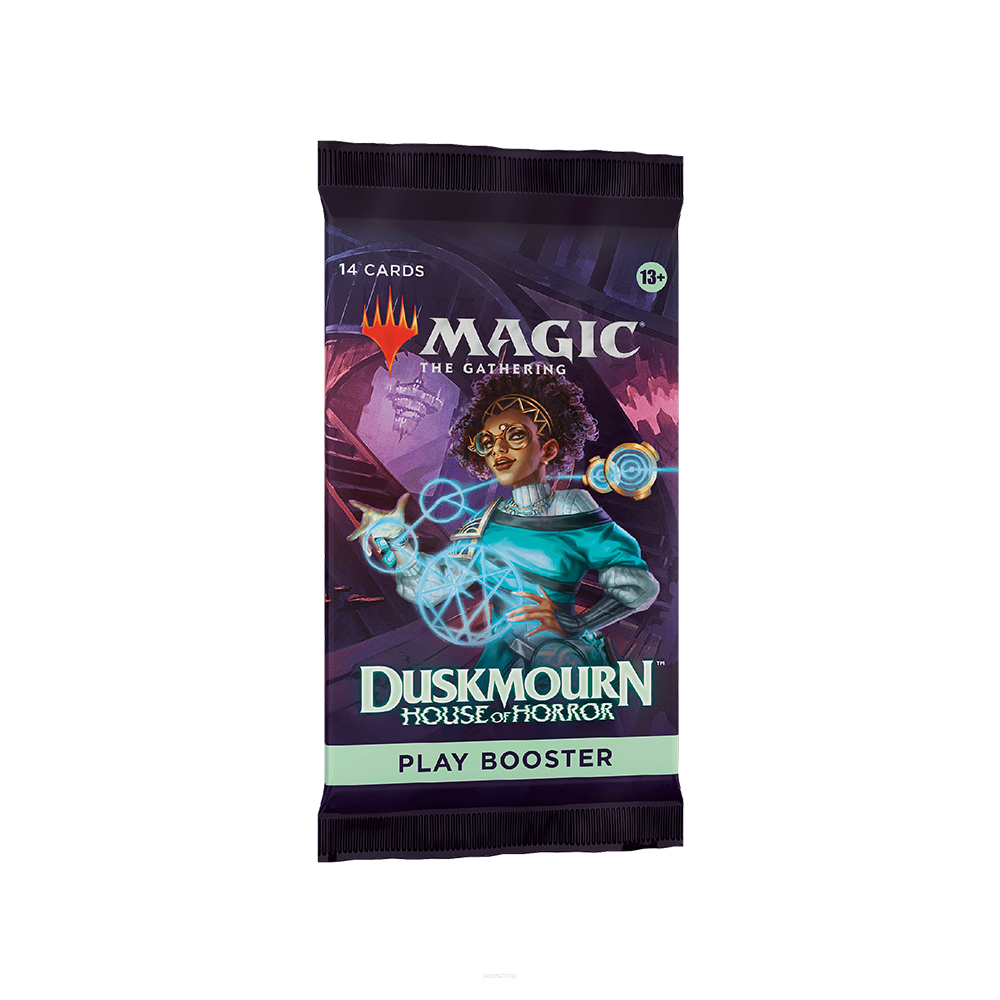 14 CARDS
13+
MAGIC®
THE GATHERING
DUSKMOURN™
HOUSE OF HORROR
PLAY BOOSTER